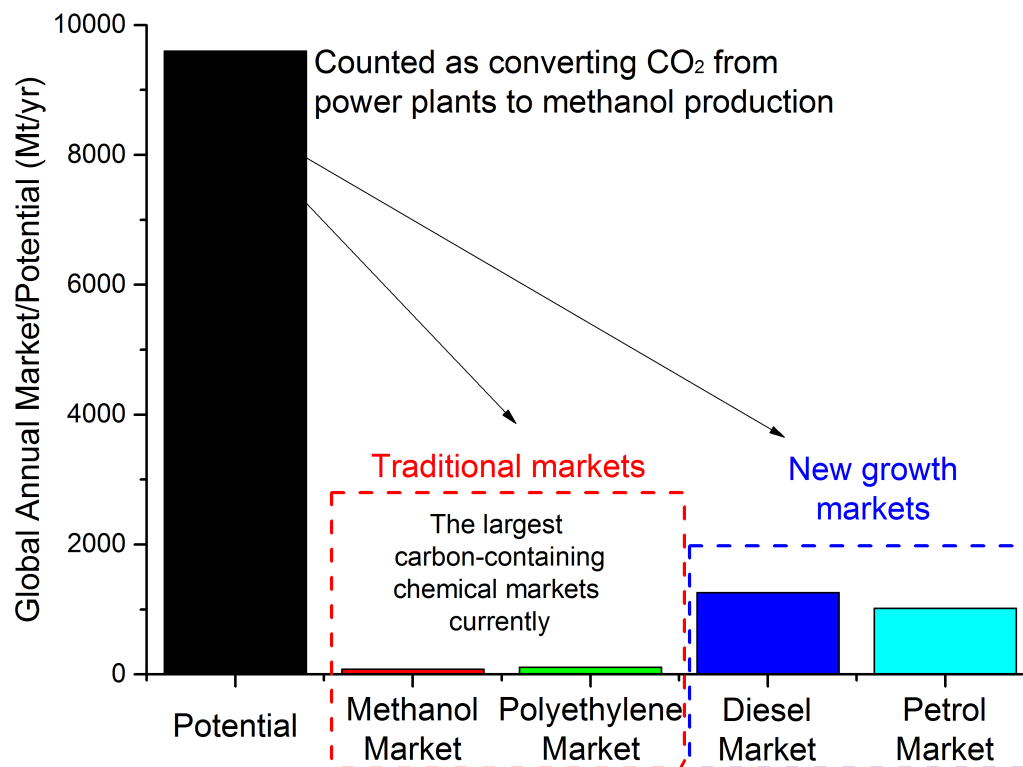 10000
8000
6000
4000
2000
0
Global Annual Market/Potential (Mt/yr)
Counted as converting CO₂ from
power plants to methanol production
Traditional markets
The largest
carbon-containing
chemical markets
currently
New growth
markets
Potential
Methanol
Market
Polyethylene
Market
Diesel
Market
Petrol
Market